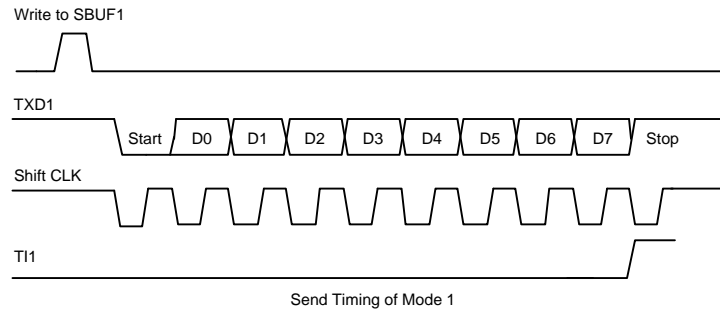 Write to SBUF1
TXD1
Start D0 D1 D2 D3 D4 D5 D6 D7 Stop
Shift CLK
TI1
Send Timing of Mode 1